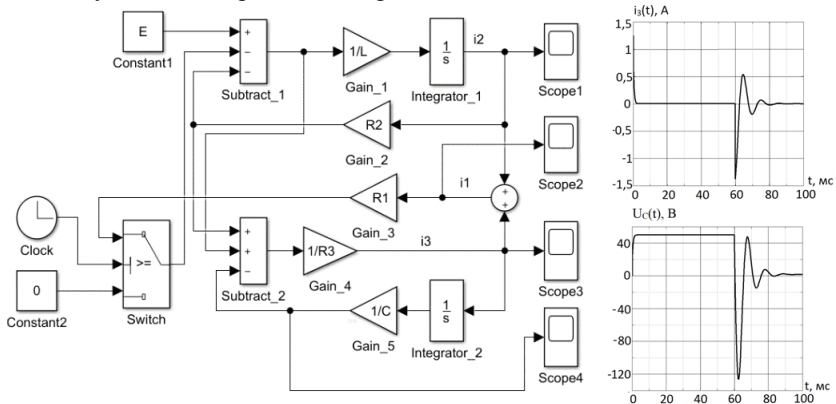 E
Constant1
+
−
−
Subtract_1
1/L
Gain_1
1
s
Integrator_1
i2
Scope1
R2
Gain_2
Scope2
R1
Gain_3
i1
+
+
Clock
>=
Switch
0
Constant2
+
+
−
Subtract_2
1/R3
Gain_4
i3
Scope3
1/C
Gain_5
1
s
Integrator_2
Scope4
i₃(t), A
1,5
1
0,5
0
-0,5
-1
-1,5
0 20 40 60 80 100
t, мс
U_C(t), В
40
0
-40
-80
-120
0 20 40 60 80 100
t, мс